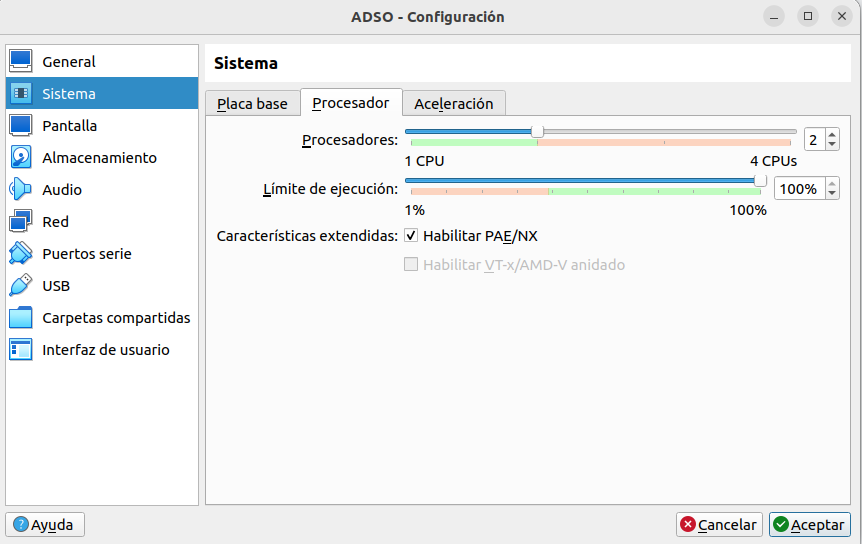 ADSO - Configuración
General
Sistema
Pantalla
Almacenamiento
Audio
Red
Puertos serie
USB
Carpetas compartidas
Interfaz de usuario
Sistema
Placa base Procesador Aceleración
Procesadores: 2
1 CPU 4 CPUs
Límite de ejecución: 100%
1% 100%
Características extendidas: Habilitar PAE/NX
Habilitar VT-x/AMD-V anidado
Ayuda Cancelar Aceptar